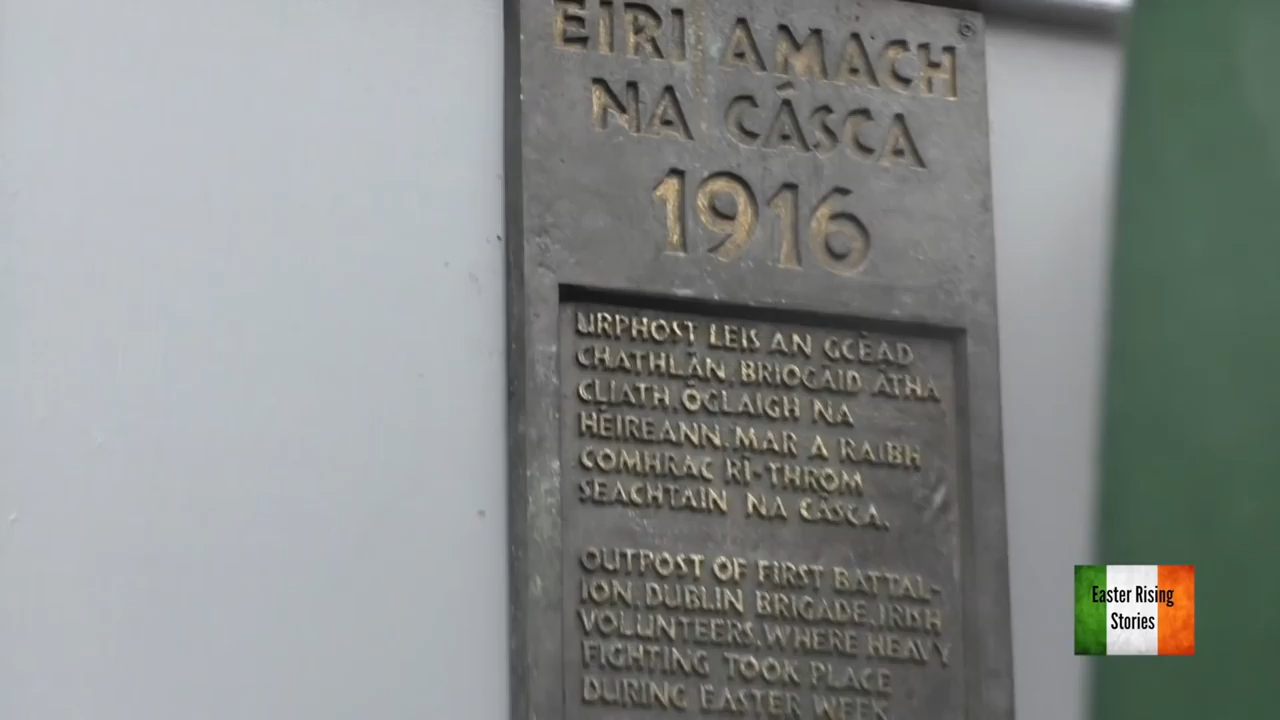 EIRI AMACH
NA CÁSCA
1916
URPHOST LEIS AN GCÉAD
CHATHLÁN, BRIOGÁID ÁTHA
CLIATH, ÓGLAIGH NA
HÉIREANN, MAR A RAIBH
COMHRAC RÍ-THROM
SEACHTAIN NA CÁSCA.
OUTPOST OF FIRST BATTAL-
ION, DUBLIN BRIGADE, IRISH
VOLUNTEERS, WHERE HEAVY
FIGHTING TOOK PLACE
DURING EASTER WEEK
Easter Rising
Stories